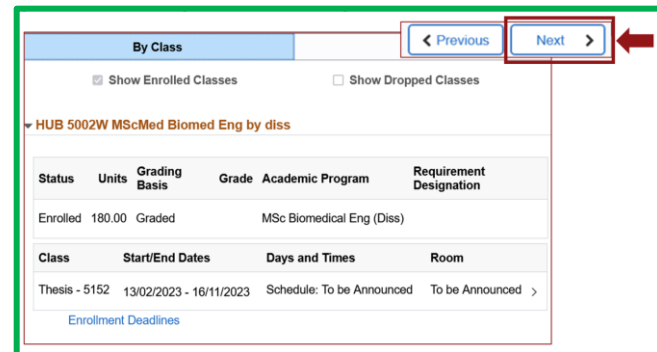 By Class
Previous
Next
Show Enrolled Classes
Show Dropped Classes
HUB 5002W MScMed Biomed Eng by diss
Status Units Grading Basis Grade Academic Program Requirement Designation
Enrolled 180.00 Graded MSc Biomedical Eng (Diss)
Class Start/End Dates Days and Times Room
Thesis - 5152 13/02/2023 - 16/11/2023 Schedule: To be Announced To be Announced
Enrollment Deadlines